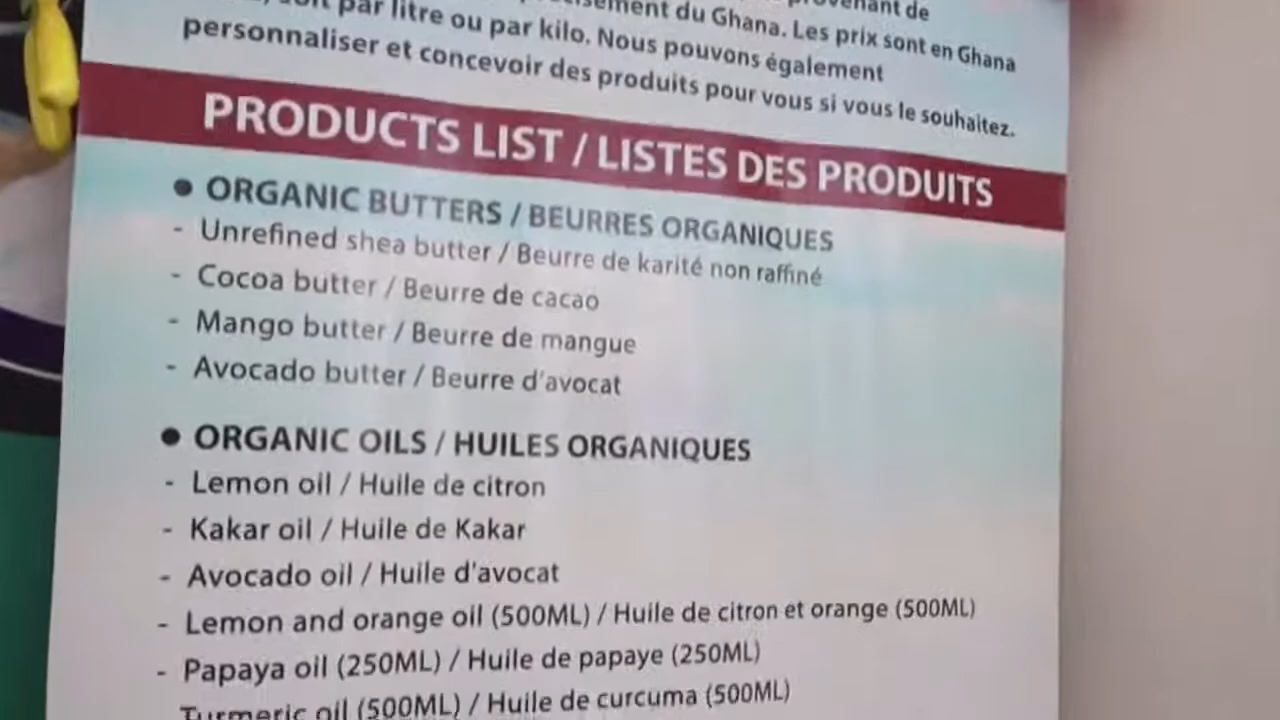 provenant de
du Ghana. Les prix sont en Ghana
par litre ou par kilo. Nous pouvons également
personnaliser et concevoir des produits pour vous si vous le souhaitez.
PRODUCTS LIST / LISTES DES PRODUITS
● ORGANIC BUTTERS / BEURRES ORGANIQUES
- Unrefined shea butter / Beurre de karité non raffiné
- Cocoa butter / Beurre de cacao
- Mango butter / Beurre de mangue
- Avocado butter / Beurre d'avocat
● ORGANIC OILS / HUILES ORGANIQUES
- Lemon oil / Huile de citron
- Kakar oil / Huile de Kakar
- Avocado oil / Huile d'avocat
- Lemon and orange oil (500ML) / Huile de citron et orange (500ML)
- Papaya oil (250ML) / Huile de papaye (250ML)
Turmeric oil (500ML) / Huile de curcuma (500ML)